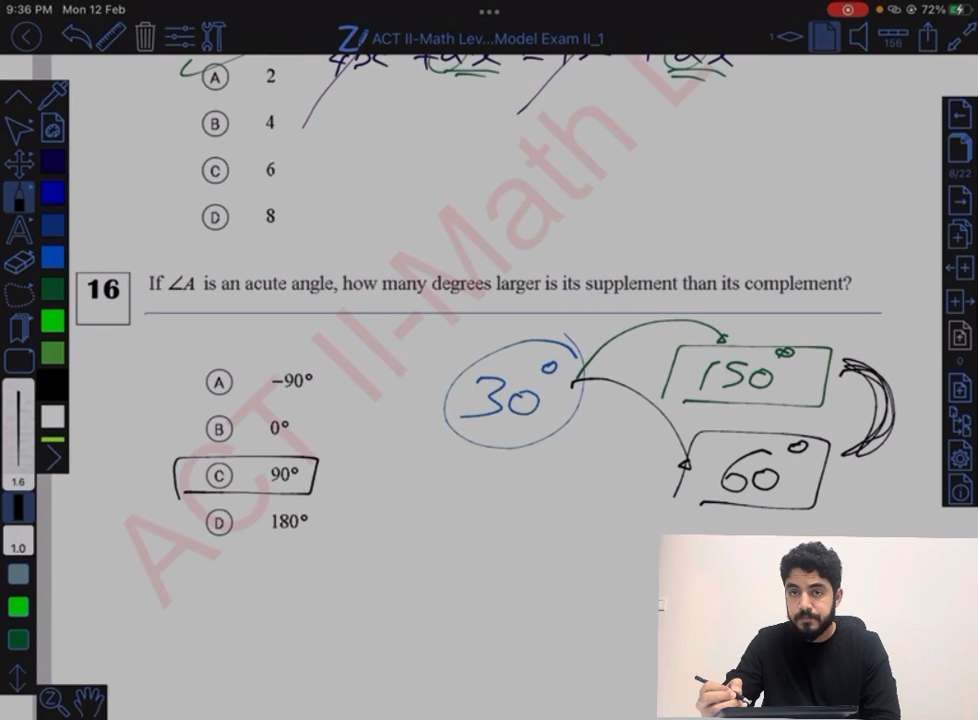 9:36 PM Mon 12 Feb
72%
ACT II-Math Lev...Model Exam II_1
1
156
A 2
B 4
C 6
D 8
8/22
16 If ∠A is an acute angle, how many degrees larger is its supplement than its complement?
0
30°
150°
60°
A −90°
B 0°
C 90°
D 180°
1.6
1.0
ACT II-Math L